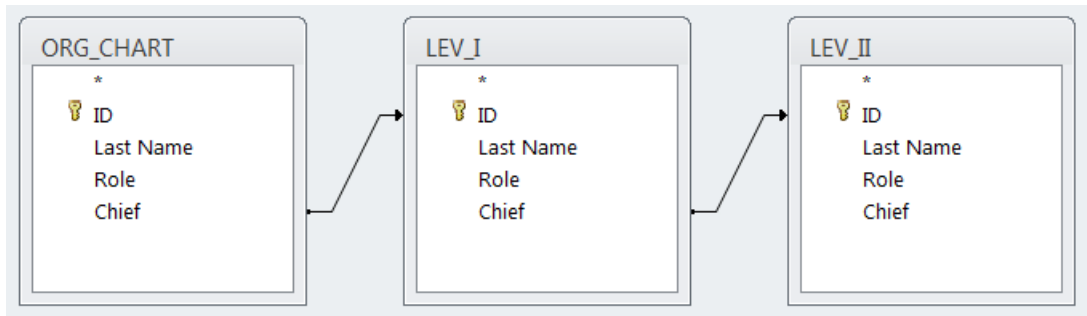 ORG_CHART
*
ID
Last Name
Role
Chief
LEV_I
*
ID
Last Name
Role
Chief
LEV_II
*
ID
Last Name
Role
Chief